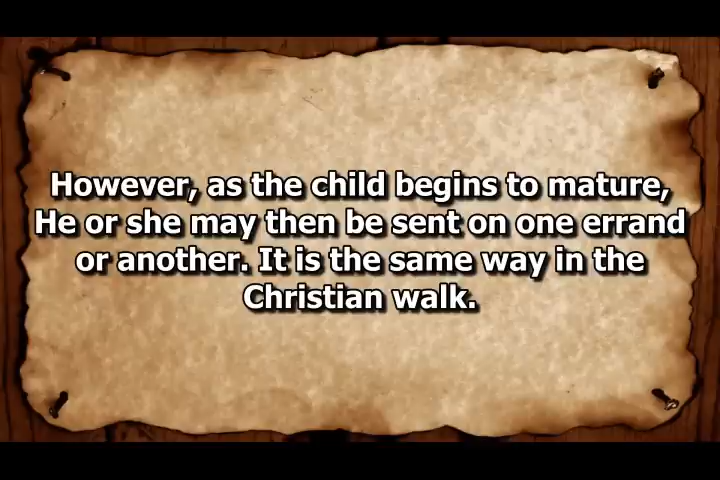 However, as the child begins to mature,
He or she may then be sent on one errand
or another. It is the same way in the
Christian walk.